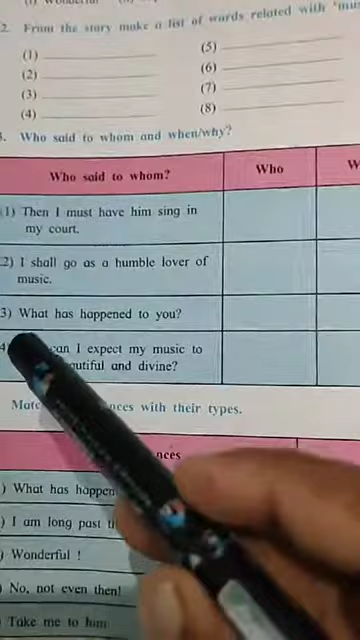 2. From the story make a list of words related with
(1)
(2)
(3)
(4)
(5)
(6)
(7)
(8)
3. Who said to whom and when/why?
Who said to whom?
Who
W
(1) Then I must have him sing in
my court.
2) I shall go as a humble lover of
music.
3) What has happened to you?
can I expect my music to
and divine?
with their types.
) What has happen
) I am long past
) Wonderful !
) No, not even then!
) Take me to him